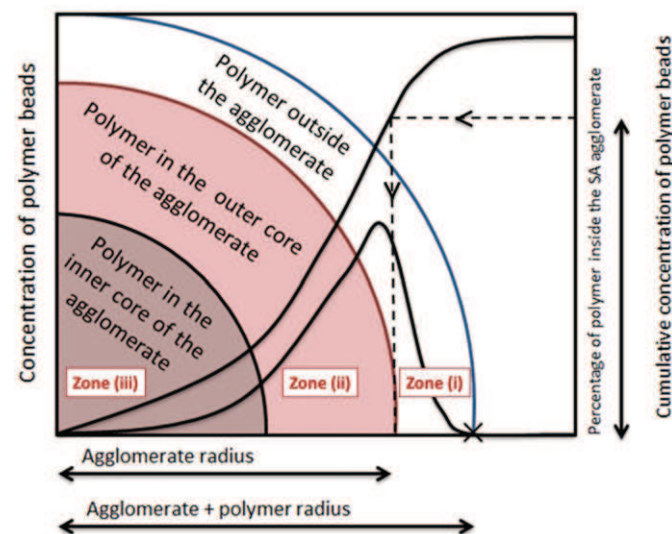 Concentration of polymer beads
Polymer outside
the agglomerate
Polymer in the outer core
of the agglomerate
Polymer in the
inner core of the
agglomerate
Zone (iii)
Zone (ii)
Zone (i)
Percentage of polymer inside the SA agglomerate
Cumulative concentration of polymer beads
Agglomerate radius
Agglomerate + polymer radius